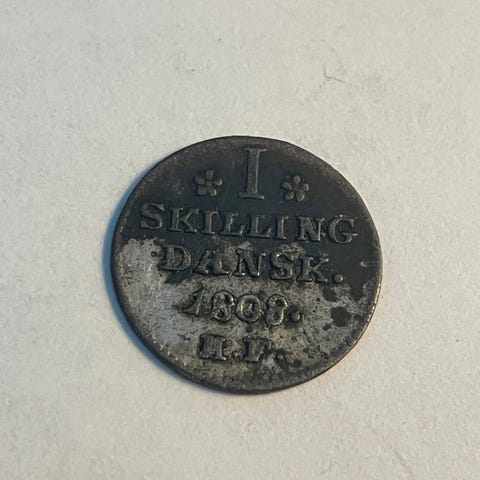 I
SKILLING
DANSK.
1808.